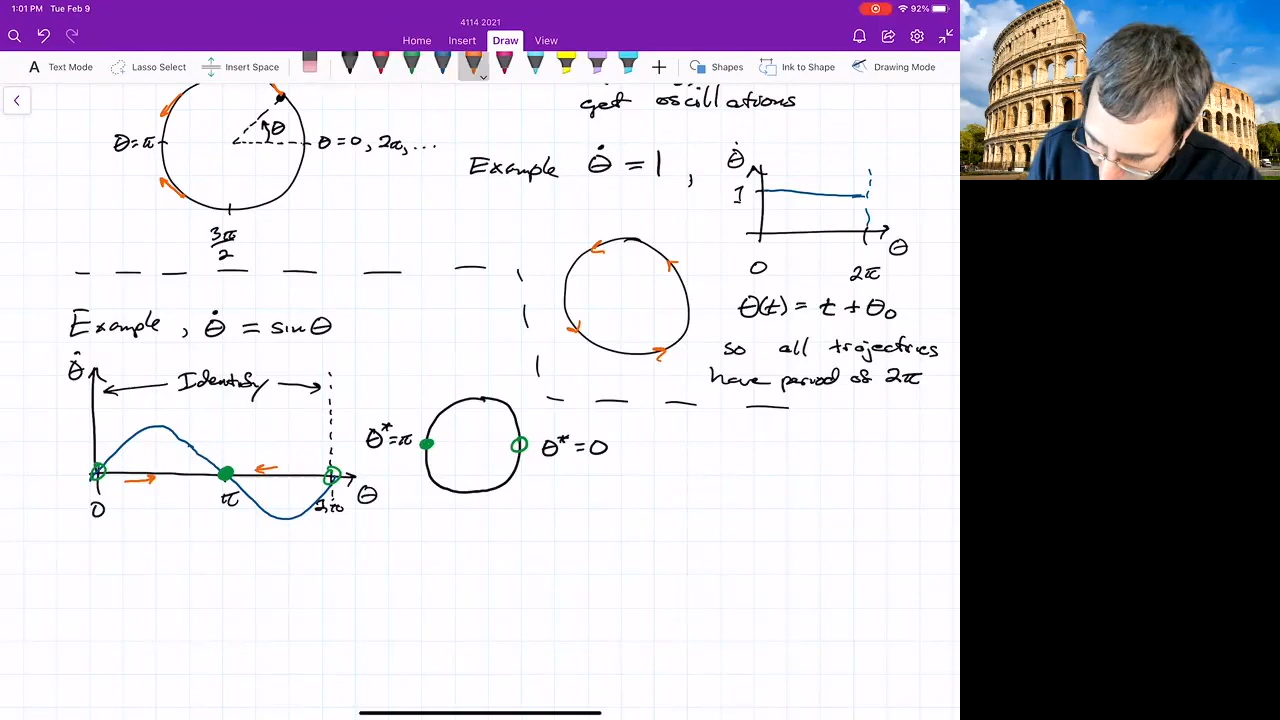 1:01 PM Tue Feb 9
92%
4114 2021
Home Insert Draw View
Text Mode Lasso Select Insert Space Shapes Ink to Shape Drawing Mode
get oscillations
θ
θ=π
θ=0, 2π, ...
3π/2
Example θ̇ = 1 ,
θ̇
1
θ
0
2π
θ(t) = t + θ₀
so all trajectries
have period of 2π
Example , θ̇ = sinθ
θ̇
Identify
0
π
2π
θ
θ*=π
θ*=0